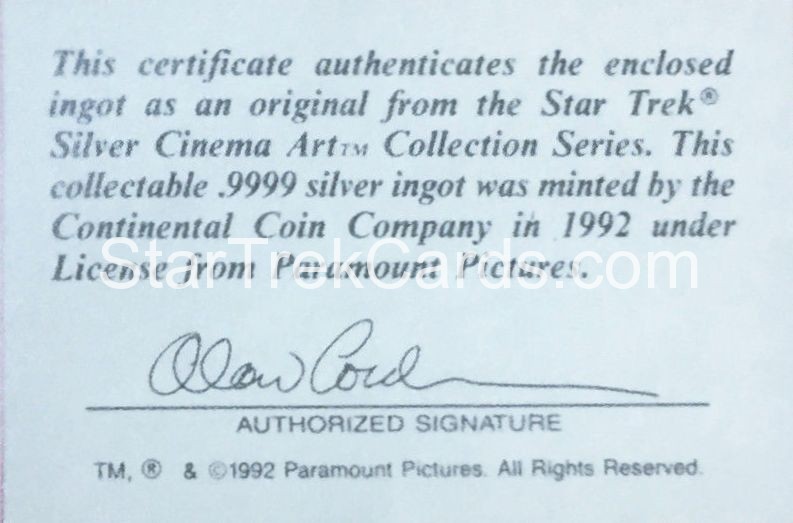 This certificate authenticates the enclosed
ingot as an original from the Star Trek®
Silver Cinema Art™ Collection Series. This
collectable .9999 silver ingot was minted by the
Continental Coin Company in 1992 under
License from Paramount Pictures.
StarTrekCards.com
AUTHORIZED SIGNATURE
TM, ® & ©1992 Paramount Pictures. All Rights Reserved.